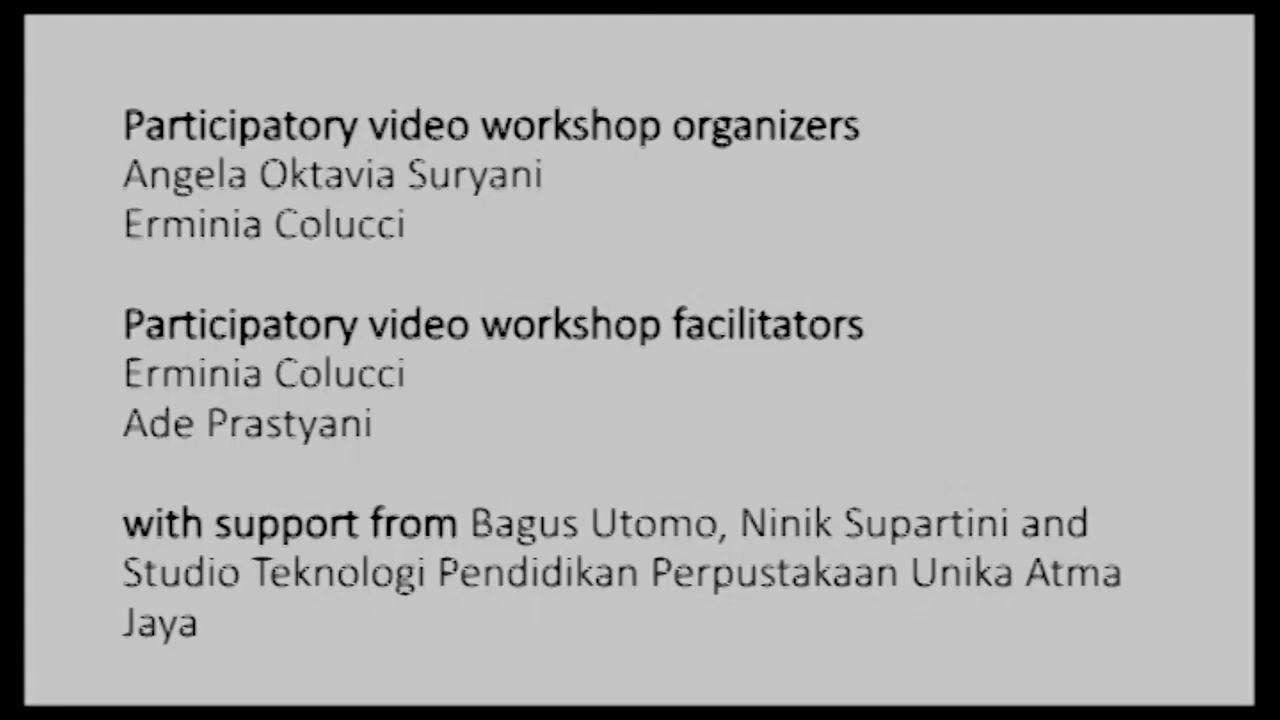 Participatory video workshop organizers
Angela Oktavia Suryani
Erminia Colucci
Participatory video workshop facilitators
Erminia Colucci
Ade Prastyani
with support from Bagus Utomo, Ninik Supartini and
Studio Teknologi Pendidikan Perpustakaan Unika Atma
Jaya